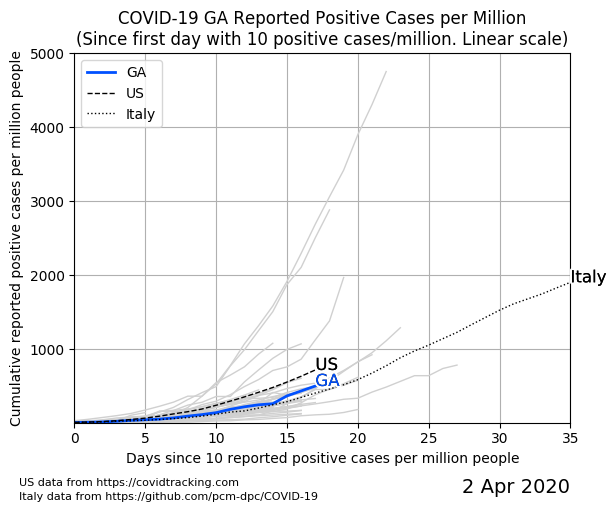 COVID-19 GA Reported Positive Cases per Million
(Since first day with 10 positive cases/million. Linear scale)
Cumulative reported positive cases per million people
5000
4000
3000
2000
1000
GA
US
Italy
Italy
US
GA
0
5
10
15
20
25
30
35
Days since 10 reported positive cases per million people
US data from https://covidtracking.com
Italy data from https://github.com/pcm-dpc/COVID-19
2 Apr 2020